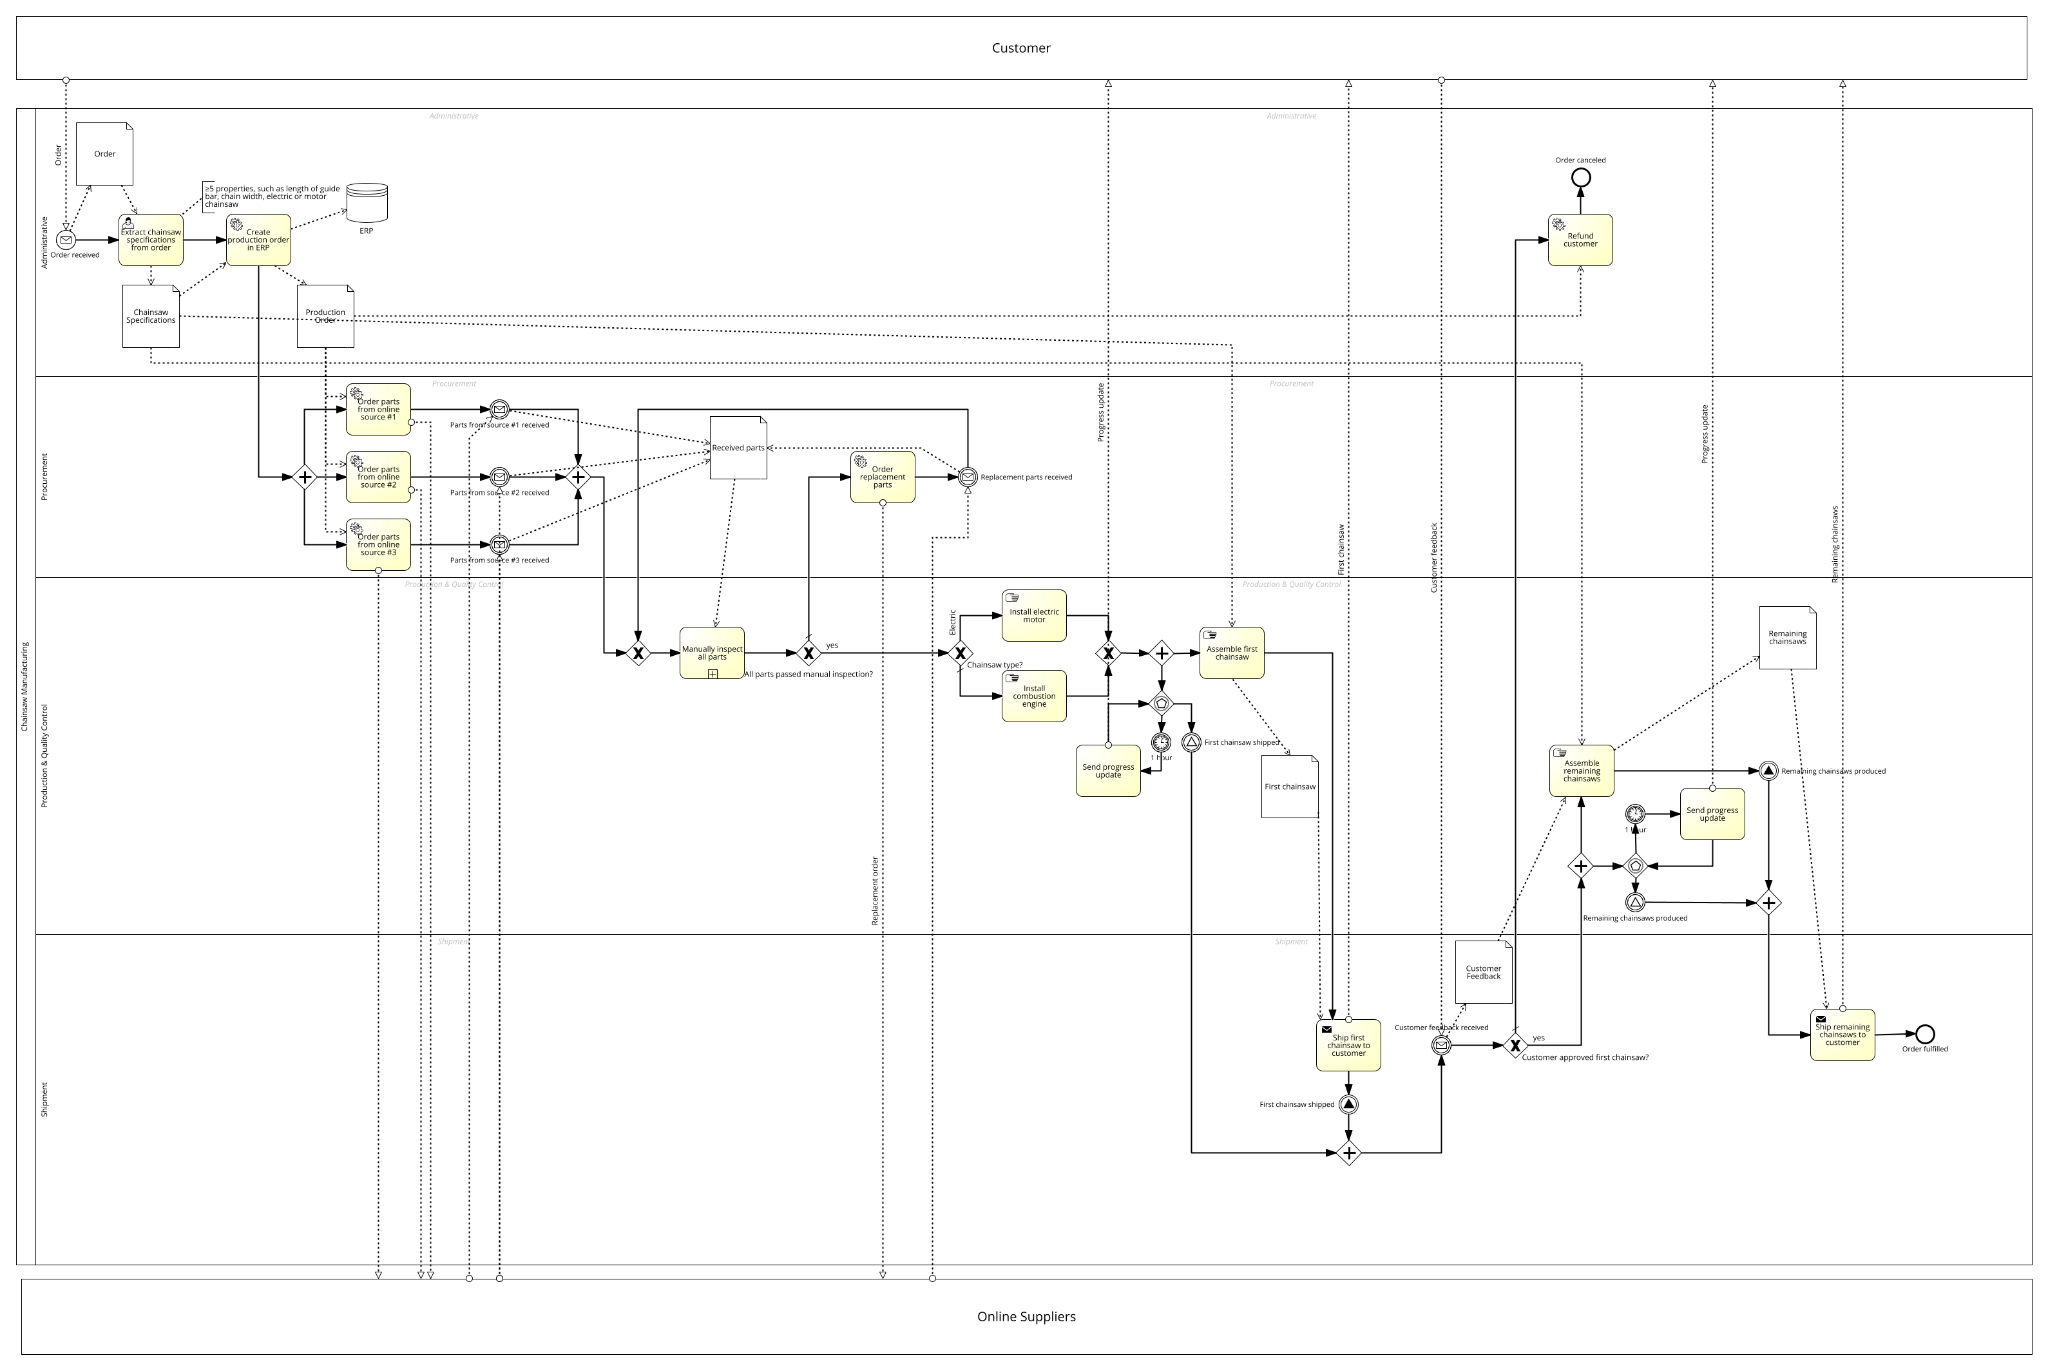 Customer
Administrative
Administrative
Order
Order
Order canceled
≥5 properties, such as length of guide
bar, chain width, electric or motor
chainsaw
Administrative
Extract chainsaw
specifications
from order
Create
production order
in ERP
ERP
Refund
customer
Order received
Chainsaw
Specifications
Production
Order
Procurement
Procurement
Progress update
Progress update
Order parts
from online
source #1
Parts from source #1 received
Received parts
Procurement
Order parts
from online
source #2
Parts from source #2 received
Order
replacement
parts
Replacement parts received
Order parts
from online
source #3
Parts from source #3 received
First chainsaw
Customer feedback
Remaining chainsaws
Production & Quality Control
Production & Quality Control
Chainsaw Manufacturing
Production & Quality Control
Electric
Install electric
motor
Remaining
chainsaws
Manually inspect
all parts
yes
All parts passed manual inspection?
Chainsaw type?
Assemble first
chainsaw
Install
combustion
engine
First chainsaw shipped
1 hour
Send progress
update
First chainsaw
Assemble
remaining
chainsaws
Remaining chainsaws produced
Send progress
update
1 hour
Replacement order
Remaining chainsaws produced
Shipment
Shipment
Customer
Feedback
Shipment
Customer feedback received
Ship first
chainsaw to
customer
yes
Customer approved first chainsaw?
Ship remaining
chainsaws to
customer
Order fulfilled
First chainsaw shipped
Online Suppliers